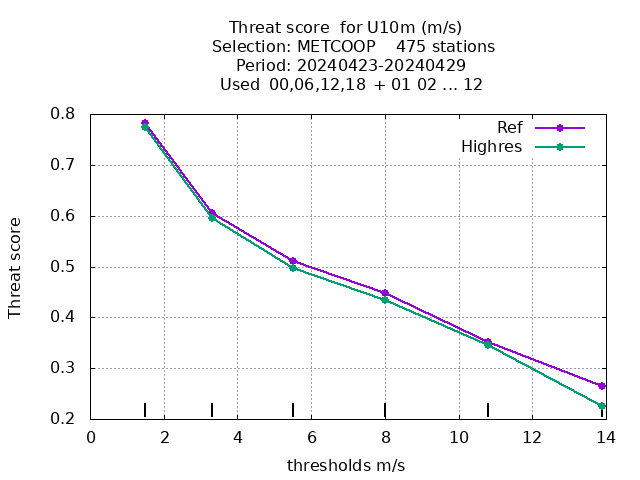 Threat score  for U10m (m/s)
Selection: METCOOP    475 stations
Period: 20240423-20240429
Used  00,06,12,18  + 01 02 ... 12
Threat score
0.8
0.7
0.6
0.5
0.4
0.3
0.2
Ref
Highres
0 2 4 6 8 10 12 14
thresholds m/s